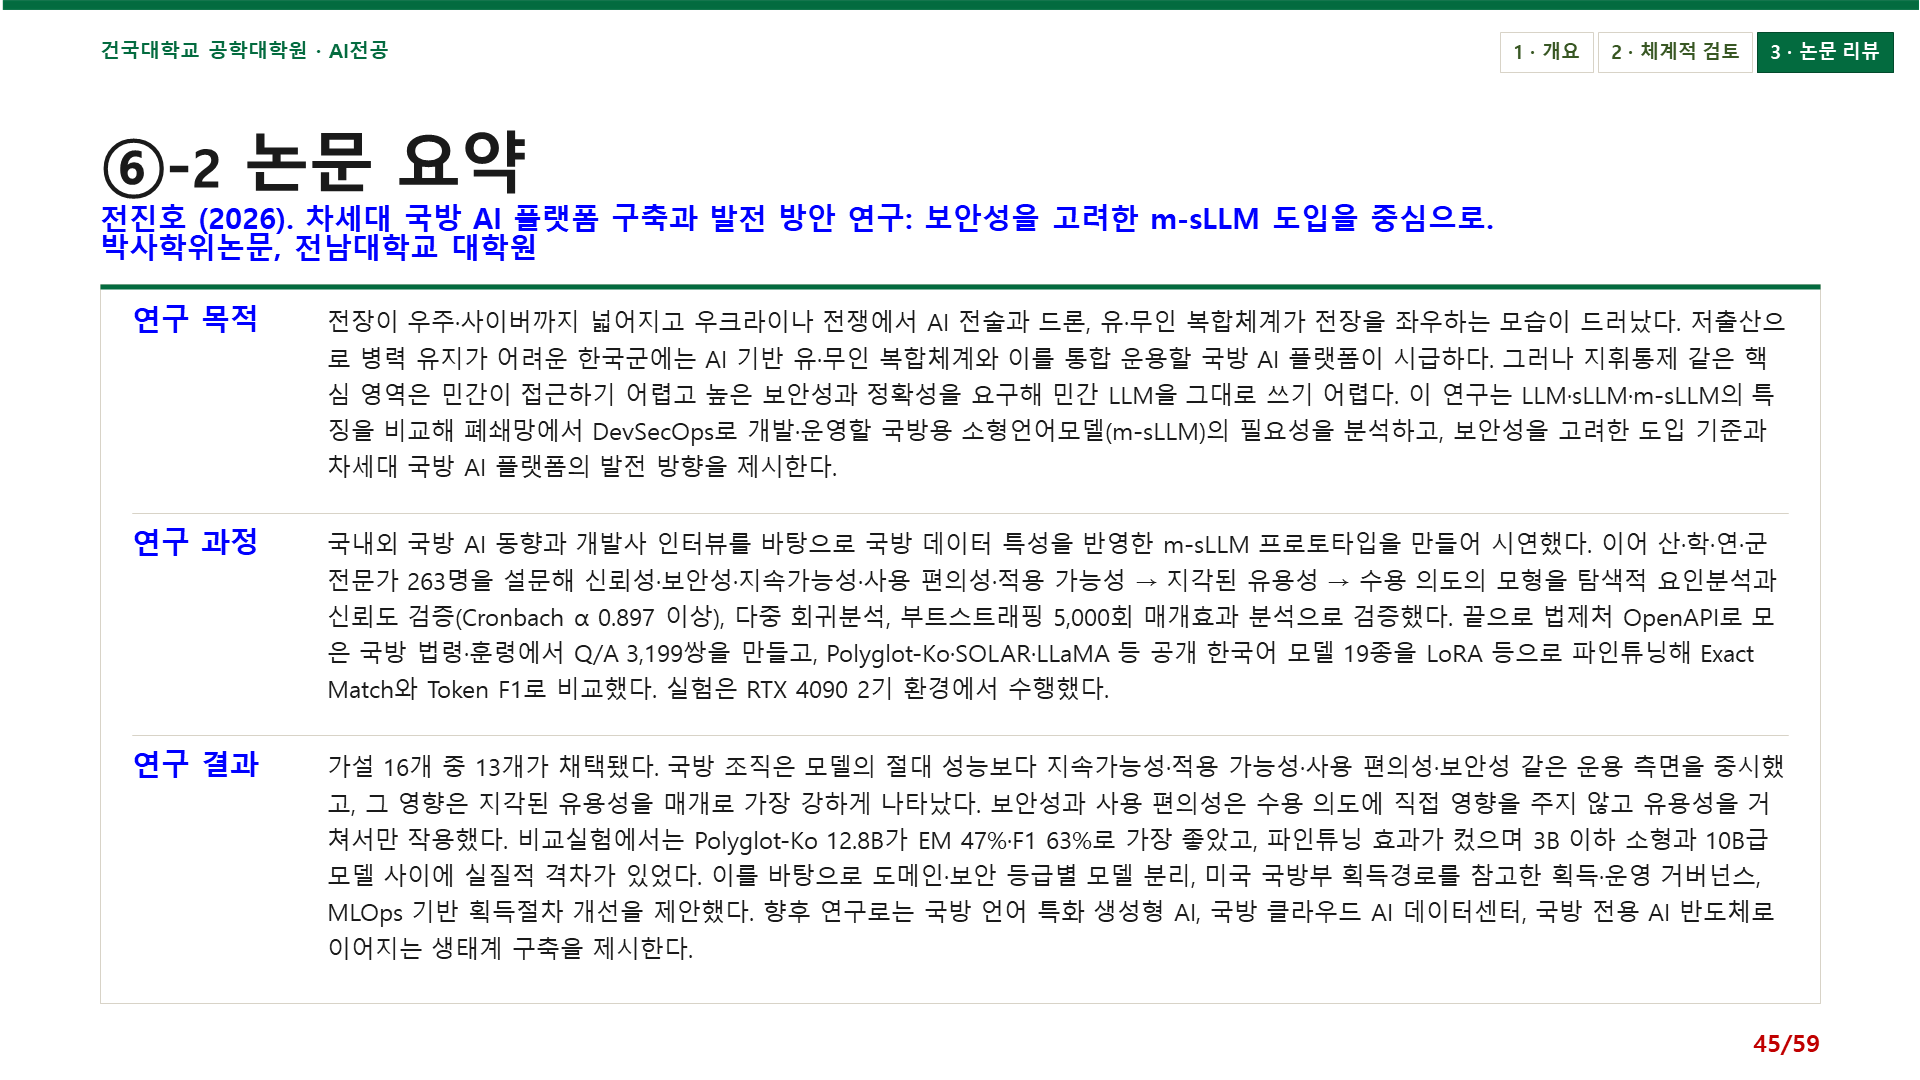 건국대학교 공학대학원 · AI전공
1 · 개요
2 · 체계적 검토
3 · 논문 리뷰
⑥-2 논문 요약
전진호 (2026). 차세대 국방 AI 플랫폼 구축과 발전 방안 연구: 보안성을 고려한 m-sLLM 도입을 중심으로.
박사학위논문, 전남대학교 대학원
연구 목적
전장이 우주·사이버까지 넓어지고 우크라이나 전쟁에서 AI 전술과 드론, 유·무인 복합체계가 전장을 좌우하는 모습이 드러났다. 저출산으
로 병력 유지가 어려운 한국군에는 AI 기반 유·무인 복합체계와 이를 통합 운용할 국방 AI 플랫폼이 시급하다. 그러나 지휘통제 같은 핵
심 영역은 민간이 접근하기 어렵고 높은 보안성과 정확성을 요구해 민간 LLM을 그대로 쓰기 어렵다. 이 연구는 LLM·sLLM·m-sLLM의 특
징을 비교해 폐쇄망에서 DevSecOps로 개발·운영할 국방용 소형언어모델(m-sLLM)의 필요성을 분석하고, 보안성을 고려한 도입 기준과
차세대 국방 AI 플랫폼의 발전 방향을 제시한다.
연구 과정
국내외 국방 AI 동향과 개발사 인터뷰를 바탕으로 국방 데이터 특성을 반영한 m-sLLM 프로토타입을 만들어 시연했다. 이어 산·학·연·군
전문가 263명을 설문해 신뢰성·보안성·지속가능성·사용 편의성·적용 가능성 → 지각된 유용성 → 수용 의도의 모형을 탐색적 요인분석과
신뢰도 검증(Cronbach α 0.897 이상), 다중 회귀분석, 부트스트래핑 5,000회 매개효과 분석으로 검증했다. 끝으로 법제처 OpenAPI로 모
은 국방 법령·훈령에서 Q/A 3,199쌍을 만들고, Polyglot-Ko·SOLAR·LLaMA 등 공개 한국어 모델 19종을 LoRA 등으로 파인튜닝해 Exact
Match와 Token F1로 비교했다. 실험은 RTX 4090 2기 환경에서 수행했다.
연구 결과
가설 16개 중 13개가 채택됐다. 국방 조직은 모델의 절대 성능보다 지속가능성·적용 가능성·사용 편의성·보안성 같은 운용 측면을 중시했
고, 그 영향은 지각된 유용성을 매개로 가장 강하게 나타났다. 보안성과 사용 편의성은 수용 의도에 직접 영향을 주지 않고 유용성을 거
쳐서만 작용했다. 비교실험에서는 Polyglot-Ko 12.8B가 EM 47%·F1 63%로 가장 좋았고, 파인튜닝 효과가 컸으며 3B 이하 소형과 10B급
모델 사이에 실질적 격차가 있었다. 이를 바탕으로 도메인·보안 등급별 모델 분리, 미국 국방부 획득경로를 참고한 획득·운영 거버넌스,
MLOps 기반 획득절차 개선을 제안했다. 향후 연구로는 국방 언어 특화 생성형 AI, 국방 클라우드 AI 데이터센터, 국방 전용 AI 반도체로
이어지는 생태계 구축을 제시한다.
45/59